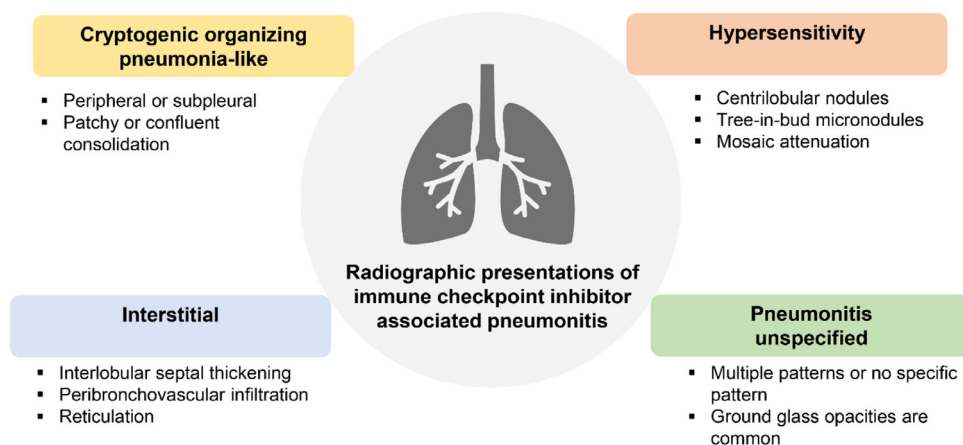 Cryptogenic organizing
pneumonia-like
▪ Peripheral or subpleural
▪ Patchy or confluent
consolidation
Hypersensitivity
▪ Centrilobular nodules
▪ Tree-in-bud micronodules
▪ Mosaic attenuation
Radiographic presentations of
immune checkpoint inhibitor
associated pneumonitis
Interstitial
▪ Interlobular septal thickening
▪ Peribronchovascular infiltration
▪ Reticulation
Pneumonitis
unspecified
▪ Multiple patterns or no specific
pattern
▪ Ground glass opacities are
common